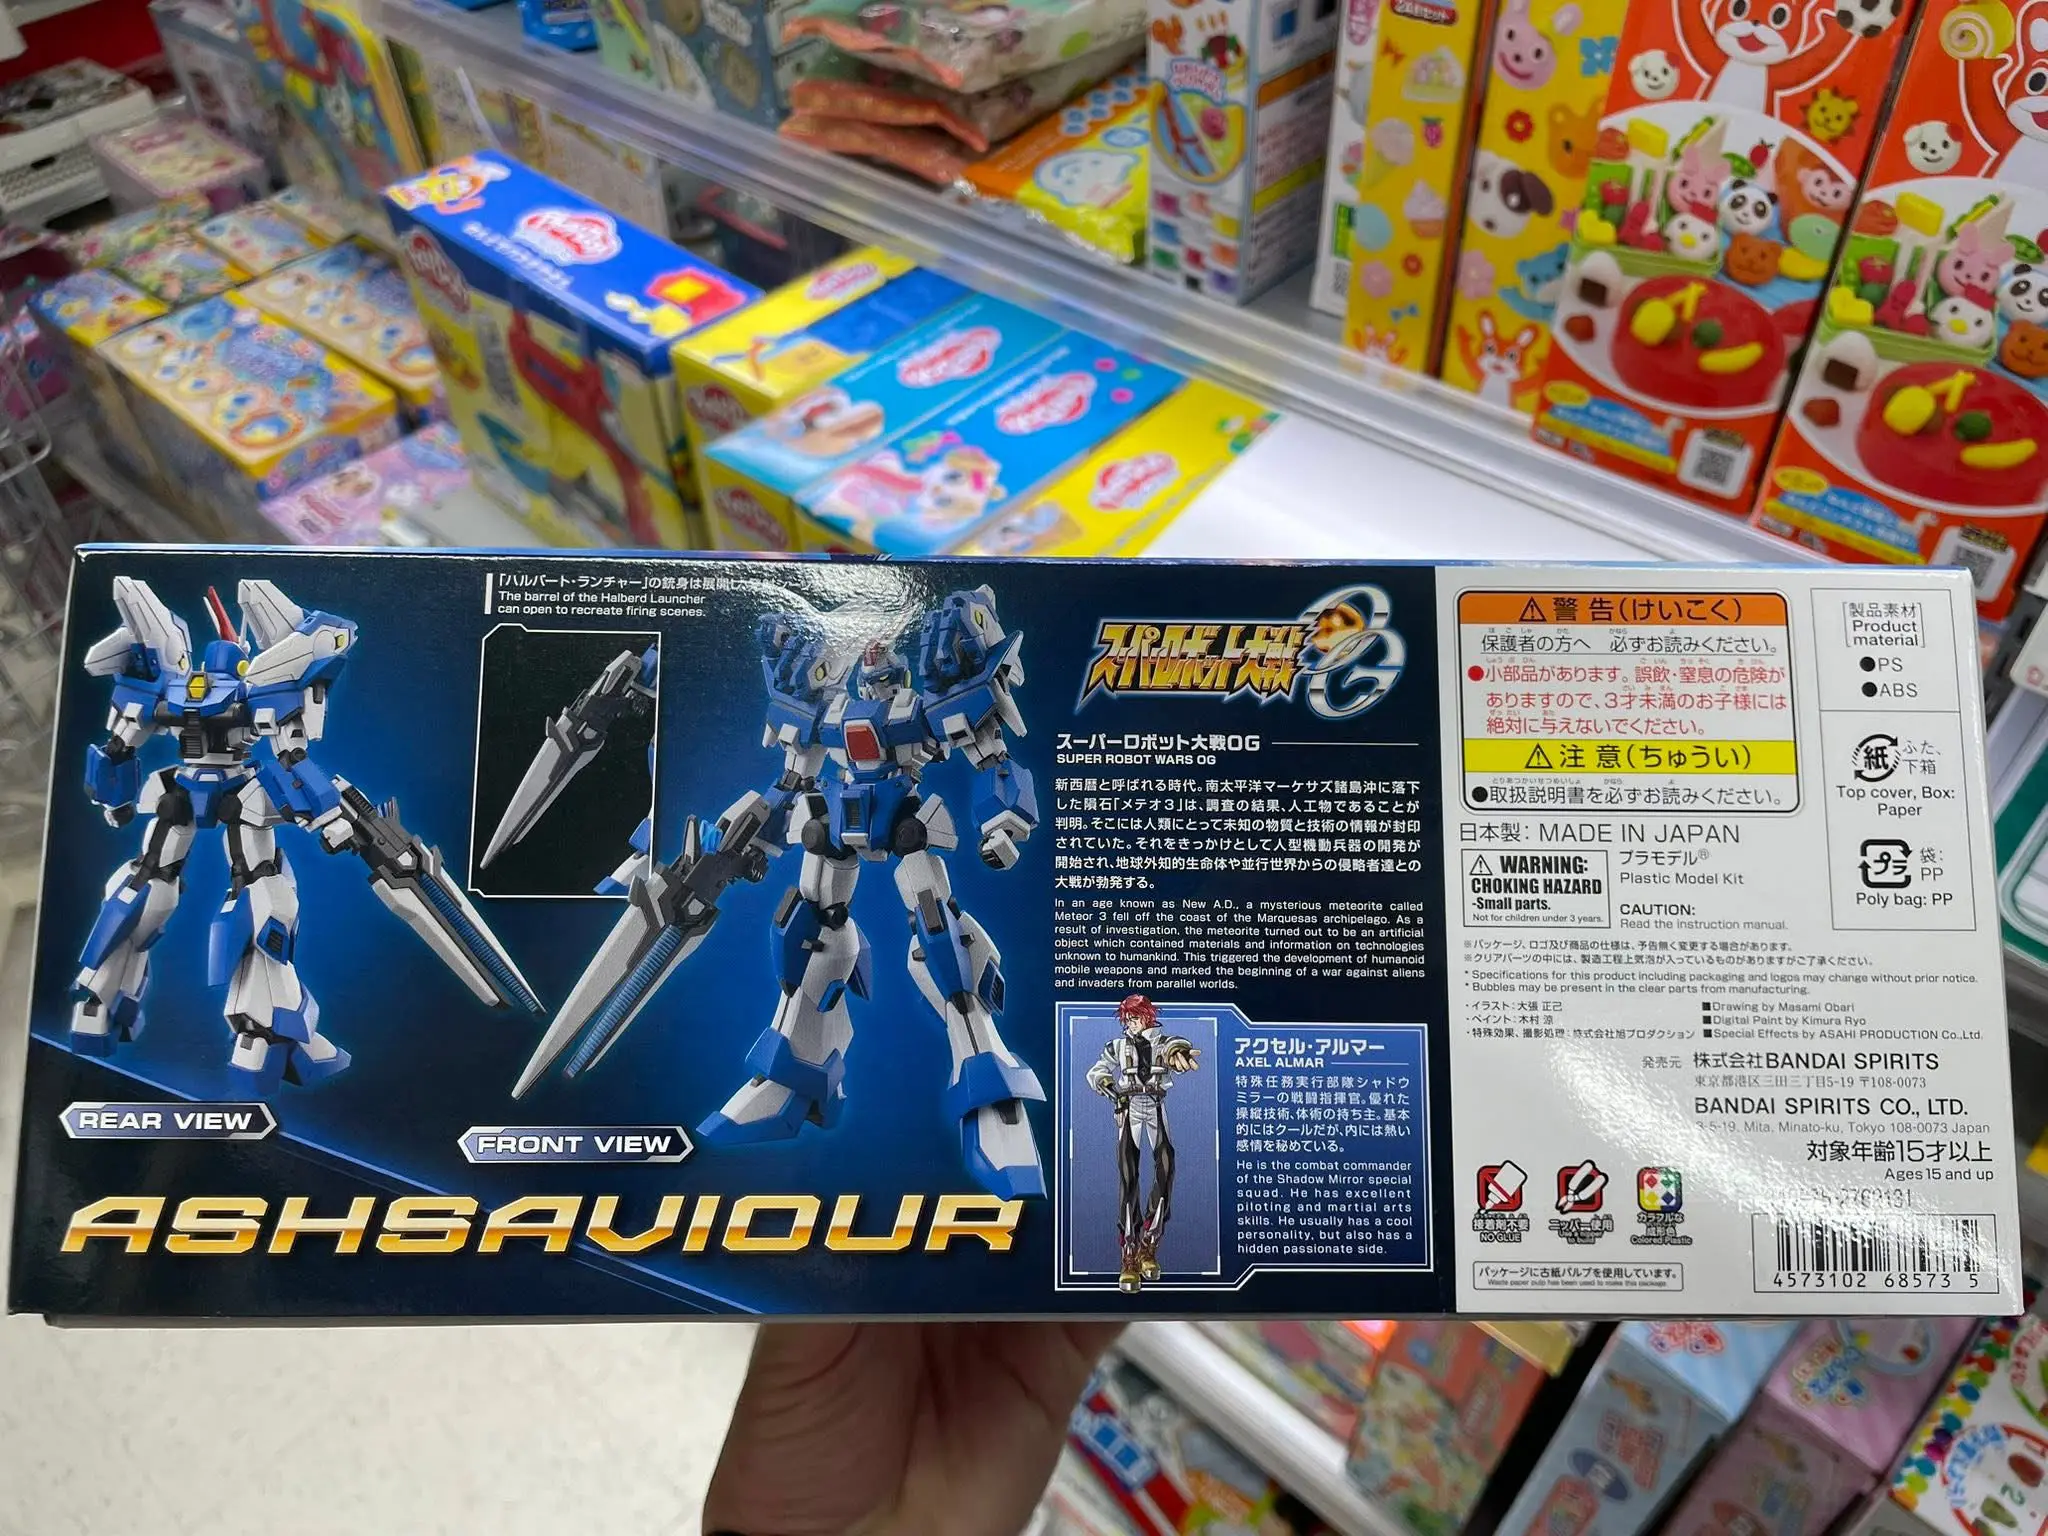 「ハルバート・ランチャー」の銃身は展開し
The barrel of the Halberd Launcher
can open to recreate firing scenes.
REAR VIEW
FRONT VIEW
ASHSAVIOUR
スーパーロボット大戦OG
スーパーロボット大戦OG
SUPER ROBOT WARS OG
新西暦と呼ばれる時代。南太平洋マーケサズ諸島沖に落下
した隕石「メテオ3」は、調査の結果、人工物であることが
判明。そこには人類にとって未知の物質と技術の情報が封印
されていた。それをきっかけとして人型機動兵器の開発が
開始され、地球外知的生命体や並行世界からの侵略者達との
大戦が勃発する。
In an age known as New A.D., a mysterious meteorite called
Meteor 3 fell off the coast of the Marquesas archipelago. As a
result of investigation, the meteorite turned out to be an artificial
object which contained materials and information on technologies
unknown to humankind. This triggered the development of humanoid
mobile weapons and marked the beginning of a war against aliens
and invaders from parallel worlds.
アクセル・アルマー
AXEL ALMAR
特殊任務実行部隊シャドウ
ミラーの戦闘指揮官。優れた
操縦技術、体術の持ち主。基本
的にはクールだが、内には熱い
感情を秘めている。
He is the combat commander
of the Shadow Mirror special
squad. He has excellent
piloting and martial arts
skills. He usually has a cool
personality, but also has a
hidden passionate side.
警告(けいこく)
保護者の方へ 必ずお読みください。
●小部品があります。誤飲・窒息の危険が
ありますので、3才未満のお子様には
絶対に与えないでください。
注意(ちゅうい)
●取扱説明書を必ずお読みください。
日本製:MADE IN JAPAN
WARNING:
CHOKING HAZARD
-Small parts.
Not for children under 3 years.
プラモデル®
Plastic Model Kit
CAUTION:
Read the instruction manual.
[製品素材]
Product
material
●PS
●ABS
紙
ふた、
下箱
Top cover, Box:
Paper
プラ
袋:
PP
Poly bag: PP
※パッケージ、ロゴ及び商品の仕様は、予告無く変更する場合があります。
※クリアパーツの中には、製造工程上気泡が入っているものがありますがご了承ください。
* Specifications for this product including packaging and logos may change without prior notice.
* Bubbles may be present in the clear parts from manufacturing.
・イラスト:大張 正己
■Drawing by Masami Obari
・ペイント:木村 涼
■Digital Paint by Kimura Ryo
・特殊効果、撮影処理:株式会社旭プロダクション
■Special Effects by ASAHI PRODUCTION Co.,Ltd.
発売元 株式会社BANDAI SPIRITS
東京都港区三田三丁目5-19 〒108-0073
BANDAI SPIRITS CO., LTD.
3-5-19, Mita, Minato-ku, Tokyo 108-0073 Japan
対象年齢15才以上
Ages 15 and up
接着剤不要
NO GLUE
ニッパー使用
Use a nipper
to build
カラフルな
成形色
Colored Plastic
パッケージに古紙パルプを使用しています。
Waste paper pulp has been used to make this package.
4573102 68573 5